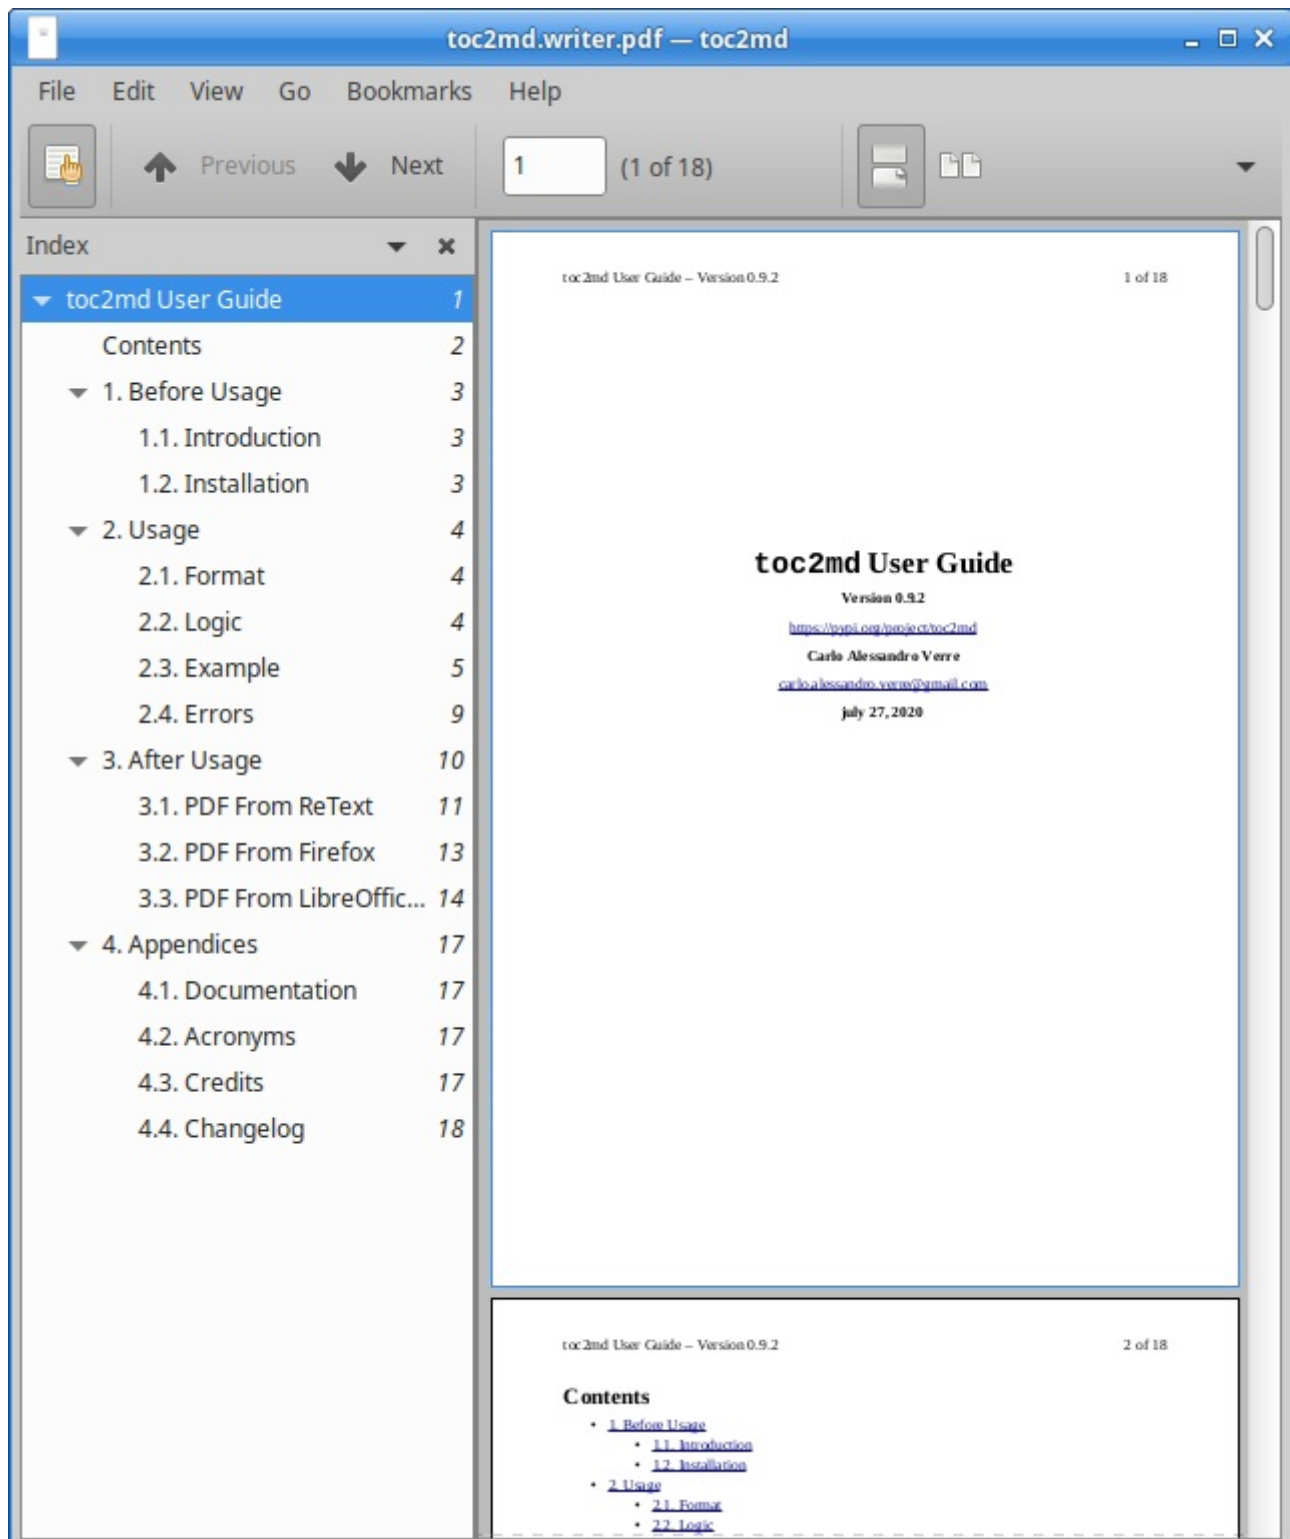 toc2md.writer.pdf — toc2md
File Edit View Go Bookmarks Help
Previous Next 1 (1 of 18)
Index
toc2md User Guide 1
Contents 2
1. Before Usage 3
1.1. Introduction 3
1.2. Installation 3
2. Usage 4
2.1. Format 4
2.2. Logic 4
2.3. Example 5
2.4. Errors 9
3. After Usage 10
3.1. PDF From ReText 11
3.2. PDF From Firefox 13
3.3. PDF From LibreOffic... 14
4. Appendices 17
4.1. Documentation 17
4.2. Acronyms 17
4.3. Credits 17
4.4. Changelog 18
toc2md User Guide – Version 0.9.2 1 of 18
toc2md User Guide
Version 0.9.2
https://pypi.org/project/toc2md
Carlo Alessandro Verre
carlo.alessandro.verre@gmail.com
july 27, 2020
toc2md User Guide – Version 0.9.2 2 of 18
Contents
• 1. Before Usage
• 1.1. Introduction
• 1.2. Installation
• 2. Usage
• 2.1. Format
• 2.2. Logic